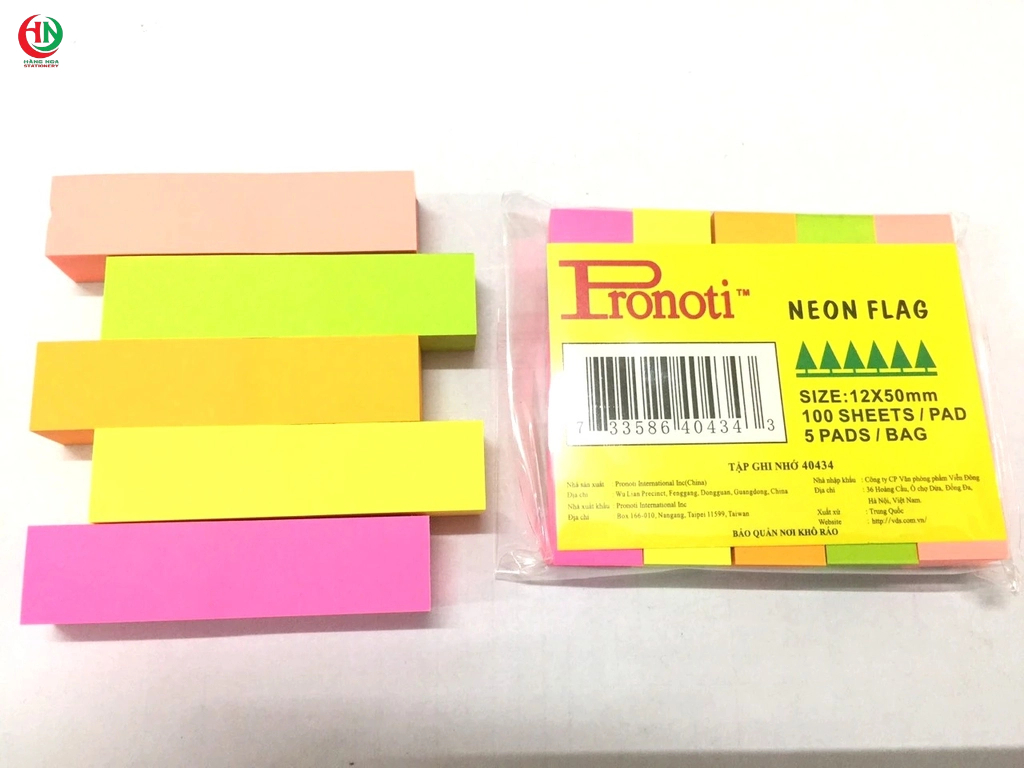 HN
HẰNG NGA
STATIONERY
Pronoti™
NEON FLAG
SIZE:12X50mm
100 SHEETS / PAD
5 PADS / BAG
7 33586 40434 3
TẬP GHI NHỚ 40434
Nhà sản xuất Pronoti International Inc(China)
Địa chỉ Wu Lian Precinct, Fenggang, Dongguan, Guangdong, China
Nhà xuất khẩu Pronoti International Inc
Địa chỉ Box 166-010, Nangang, Taipei 11599, Taiwan
Nhà nhập khẩu : Công ty CP Văn phòng phẩm Viễn Đông
Địa chỉ : 36 Hoàng Cầu, Ô chợ Dừa, Đống Đa,
Hà Nội, Việt Nam.
Xuất xứ : Trung Quốc
Website : http://vds.com.vn/
BẢO QUẢN NƠI KHÔ RÁO